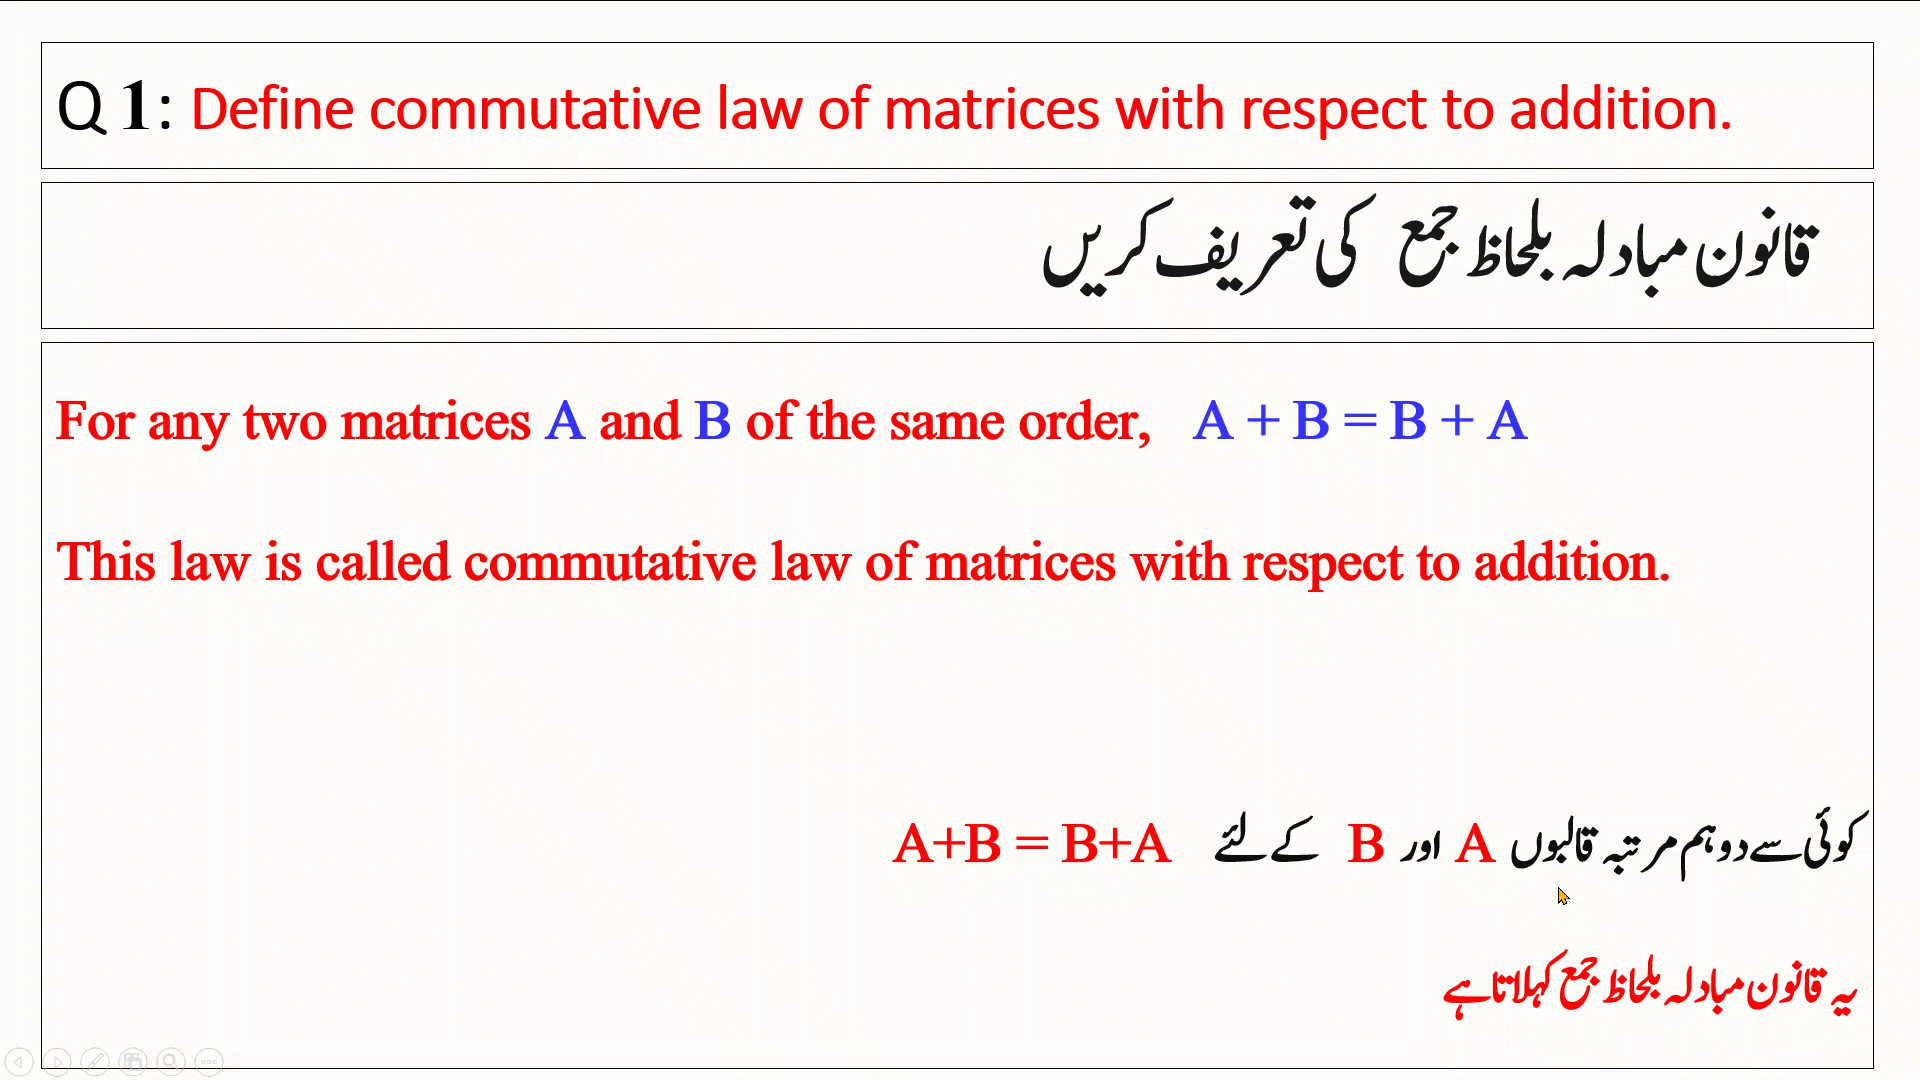 Q 1: Define commutative law of matrices with respect to addition.
قانون مبادلہ بلحاظ جمع کی تعریف کریں
For any two matrices A and B of the same order, A + B = B + A
This law is called commutative law of matrices with respect to addition.
کوئی سے دو ہم مرتبہ قالبوں A اور B کے لئے A+B = B+A
یہ قانون مبادلہ بلحاظ جمع کہلاتا ہے